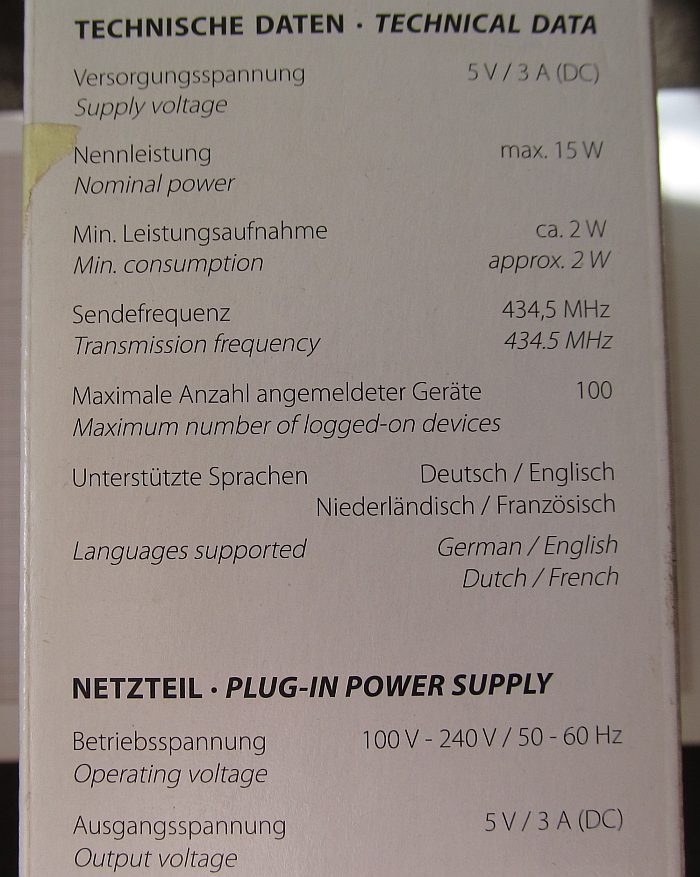 TECHNISCHE DATEN · TECHNICAL DATA
Versorgungsspannung 5 V / 3 A (DC)
Supply voltage
Nennleistung max. 15 W
Nominal power
Min. Leistungsaufnahme ca. 2 W
Min. consumption approx. 2 W
Sendefrequenz 434,5 MHz
Transmission frequency 434.5 MHz
Maximale Anzahl angemeldeter Geräte 100
Maximum number of logged-on devices
Unterstützte Sprachen Deutsch / Englisch
Niederländisch / Französisch
Languages supported German / English
Dutch / French
NETZTEIL · PLUG-IN POWER SUPPLY
Betriebsspannung 100 V - 240 V / 50 - 60 Hz
Operating voltage
Ausgangsspannung 5 V / 3 A (DC)
Output voltage